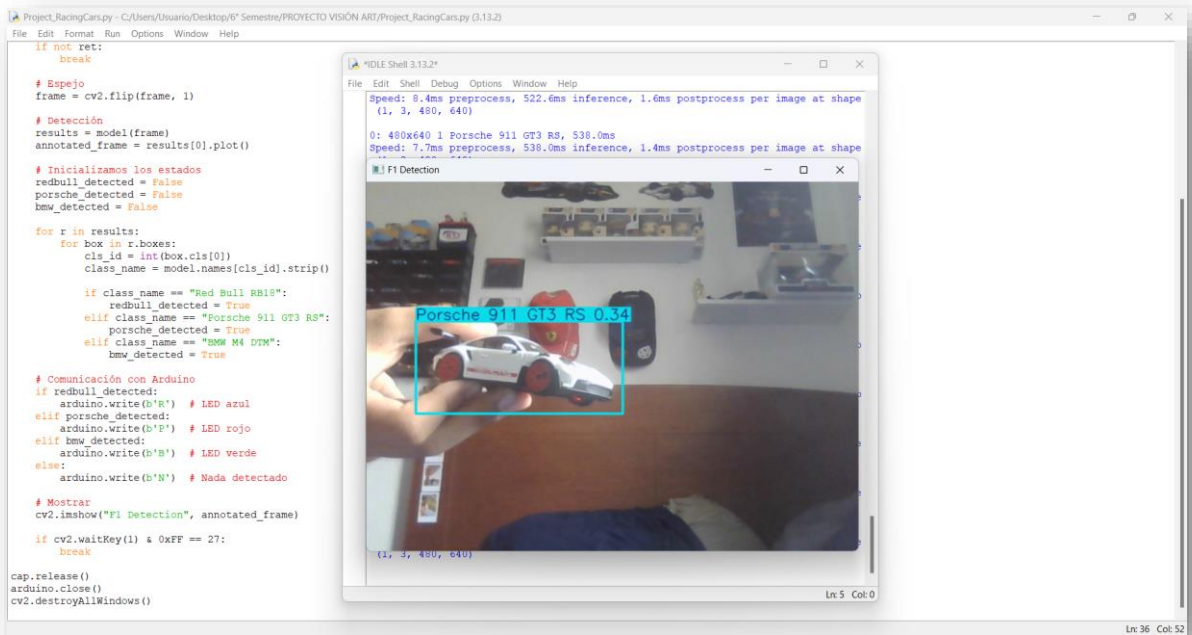 Project_RacingCars.py - C:/Users/Usuario/Desktop/6° Semestre/PROYECTO VISIÓN ART/Project_RacingCars.py (3.13.2)
File Edit Format Run Options Window Help
if not ret:
break
# Espejo
frame = cv2.flip(frame, 1)
# Detección
results = model(frame)
annotated_frame = results[0].plot()
# Inicializamos los estados
redbull_detected = False
porsche_detected = False
bmw_detected = False
for r in results:
for box in r.boxes:
cls_id = int(box.cls[0])
class_name = model.names[cls_id].strip()
if class_name == "Red Bull RB18":
redbull_detected = True
elif class_name == "Porsche 911 GT3 RS":
porsche_detected = True
elif class_name == "BMW M4 DTM":
bmw_detected = True
# Comunicación con Arduino
if redbull_detected:
arduino.write(b'R') # LED azul
elif porsche_detected:
arduino.write(b'P') # LED rojo
elif bmw_detected:
arduino.write(b'B') # LED verde
else:
arduino.write(b'N') # Nada detectado
# Mostrar
cv2.imshow("F1 Detection", annotated_frame)
if cv2.waitKey(1) & 0xFF == 27:
break
cap.release()
arduino.close()
cv2.destroyAllWindows()
*IDLE Shell 3.13.2*
File Edit Shell Debug Options Window Help
Speed: 8.4ms preprocess, 522.6ms inference, 1.6ms postprocess per image at shape
(1, 3, 480, 640)
0: 480x640 1 Porsche 911 GT3 RS, 538.0ms
Speed: 7.7ms preprocess, 538.0ms inference, 1.4ms postprocess per image at shape
F1 Detection
Porsche 911 GT3 RS 0.34
(1, 3, 480, 640)
Ln: 5 Col: 0
Ln: 36 Col: 52